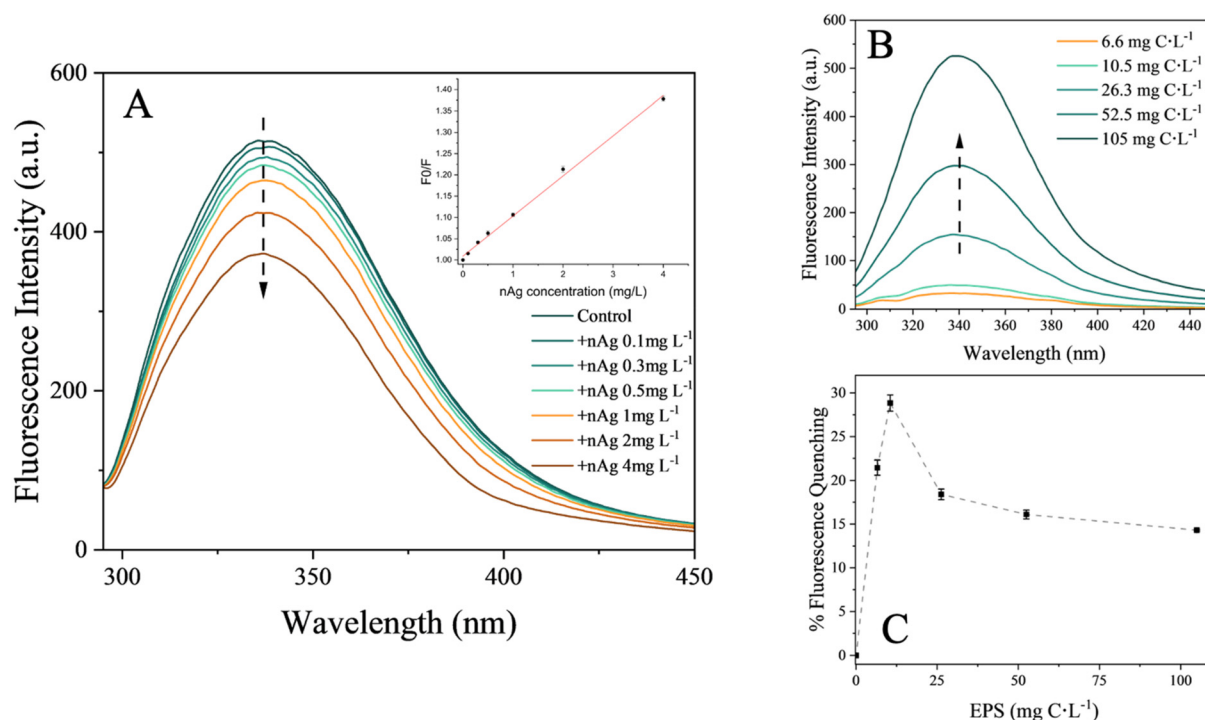 A
600
400
200
0
Fluorescence Intensity (a.u.)
300
350
400
450
Wavelength (nm)
1.40
1.35
1.30
1.25
1.20
1.15
1.10
1.05
1.00
F0/F
0
1
2
3
4
nAg concentration (mg/L)
Control
+nAg 0.1mg L⁻¹
+nAg 0.3mg L⁻¹
+nAg 0.5mg L⁻¹
+nAg 1mg L⁻¹
+nAg 2mg L⁻¹
+nAg 4mg L⁻¹
B
600
500
400
300
200
100
0
Fluorescence Intensity (a.u.)
300
320
340
360
380
400
420
440
Wavelength (nm)
6.6 mg C·L⁻¹
10.5 mg C·L⁻¹
26.3 mg C·L⁻¹
52.5 mg C·L⁻¹
105 mg C·L⁻¹
C
30
25
20
15
10
5
0
% Fluorescence Quenching
0
25
50
75
100
EPS (mg C·L⁻¹)